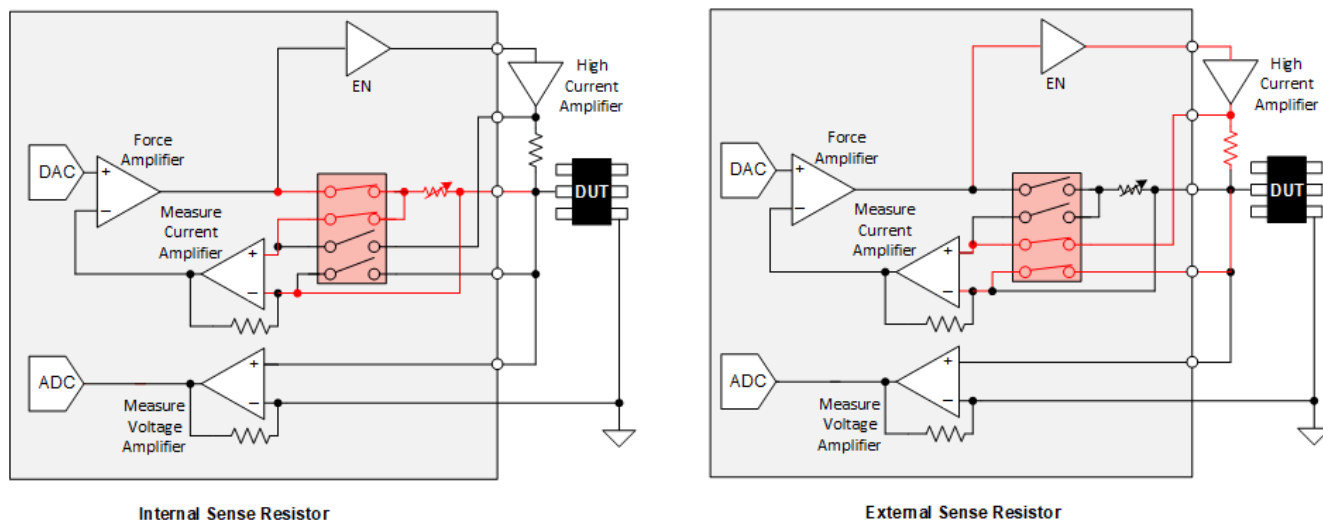 EN
High
Current
Amplifier
Force
Amplifier
DAC
+
−
DUT
Measure
Current
Amplifier
+
−
ADC
+
−
Measure
Voltage
Amplifier
Internal Sense Resistor
EN
High
Current
Amplifier
Force
Amplifier
DAC
+
−
DUT
Measure
Current
Amplifier
+
−
ADC
+
−
Measure
Voltage
Amplifier
External Sense Resistor